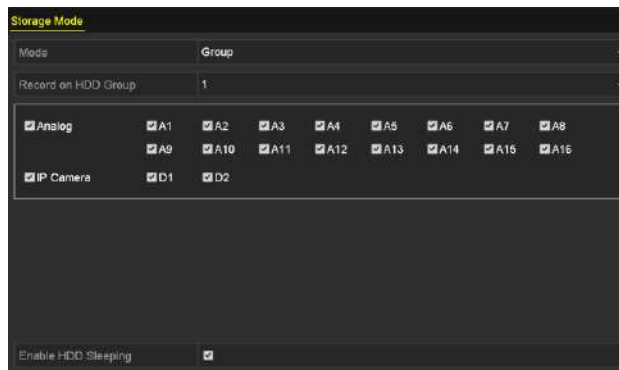 Storage Mode
Mode Group
Record on HDD Group 1
Analog A1 A2 A3 A4 A5 A6 A7 A8
A9 A10 A11 A12 A13 A14 A15 A16
IP Camera D1 D2
Enable HDD Sleeping